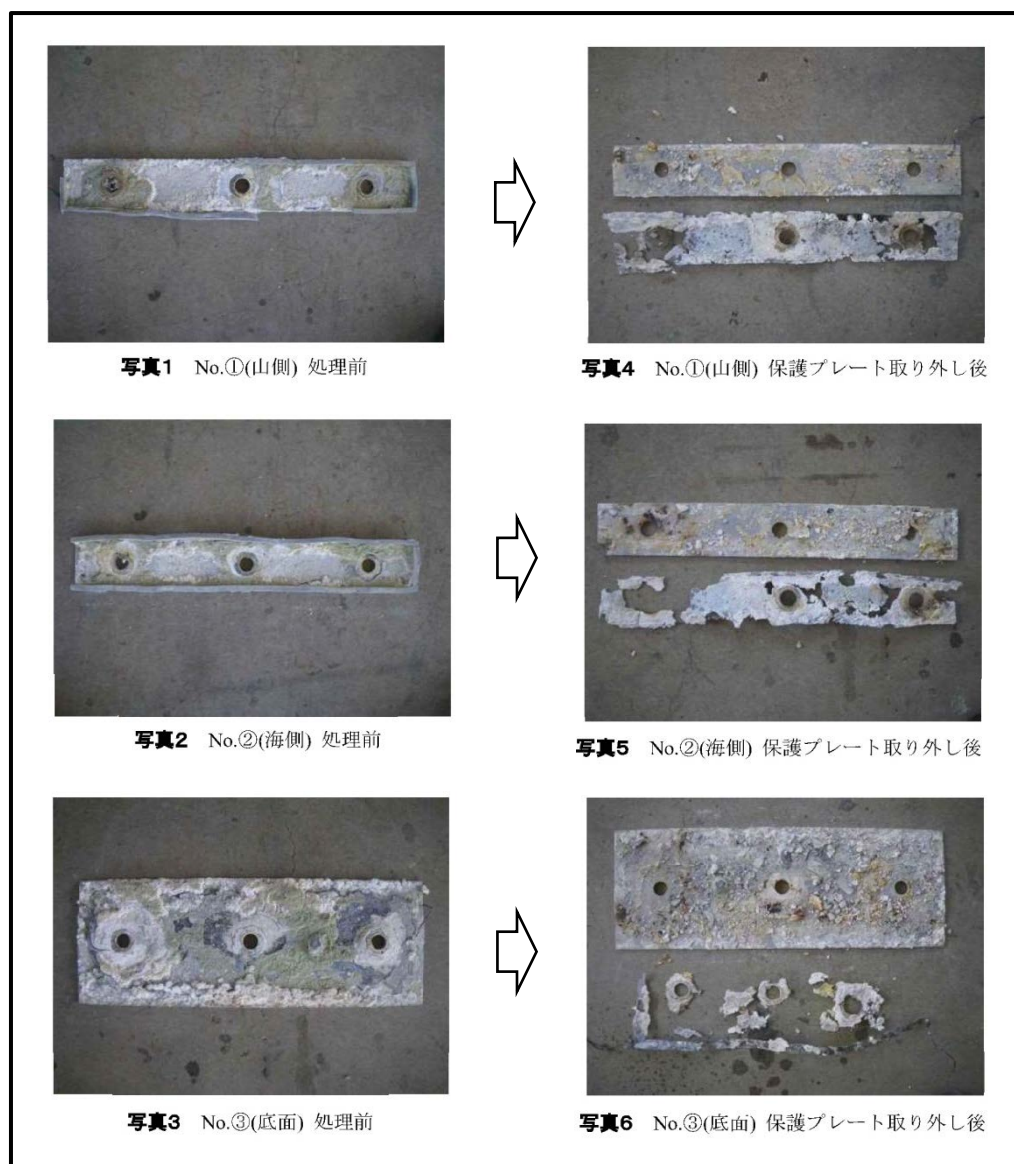 写真1 No.①(山側) 処理前
写真4 No.①(山側) 保護プレート取り外し後
写真2 No.②(海側) 処理前
写真5 No.②(海側) 保護プレート取り外し後
写真3 No.③(底面) 処理前
写真6 No.③(底面) 保護プレート取り外し後